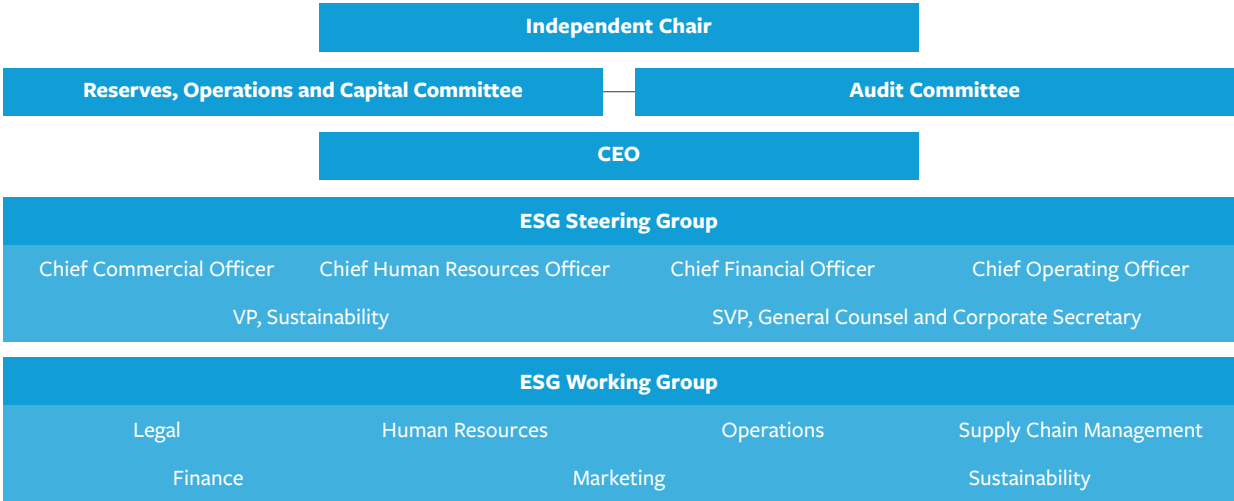 Independent Chair
Reserves, Operations and Capital Committee Audit Committee
CEO
ESG Steering Group
Chief Commercial Officer Chief Human Resources Officer Chief Financial Officer Chief Operating Officer
VP, Sustainability SVP, General Counsel and Corporate Secretary
ESG Working Group
Legal Human Resources Operations Supply Chain Management
Finance Marketing Sustainability